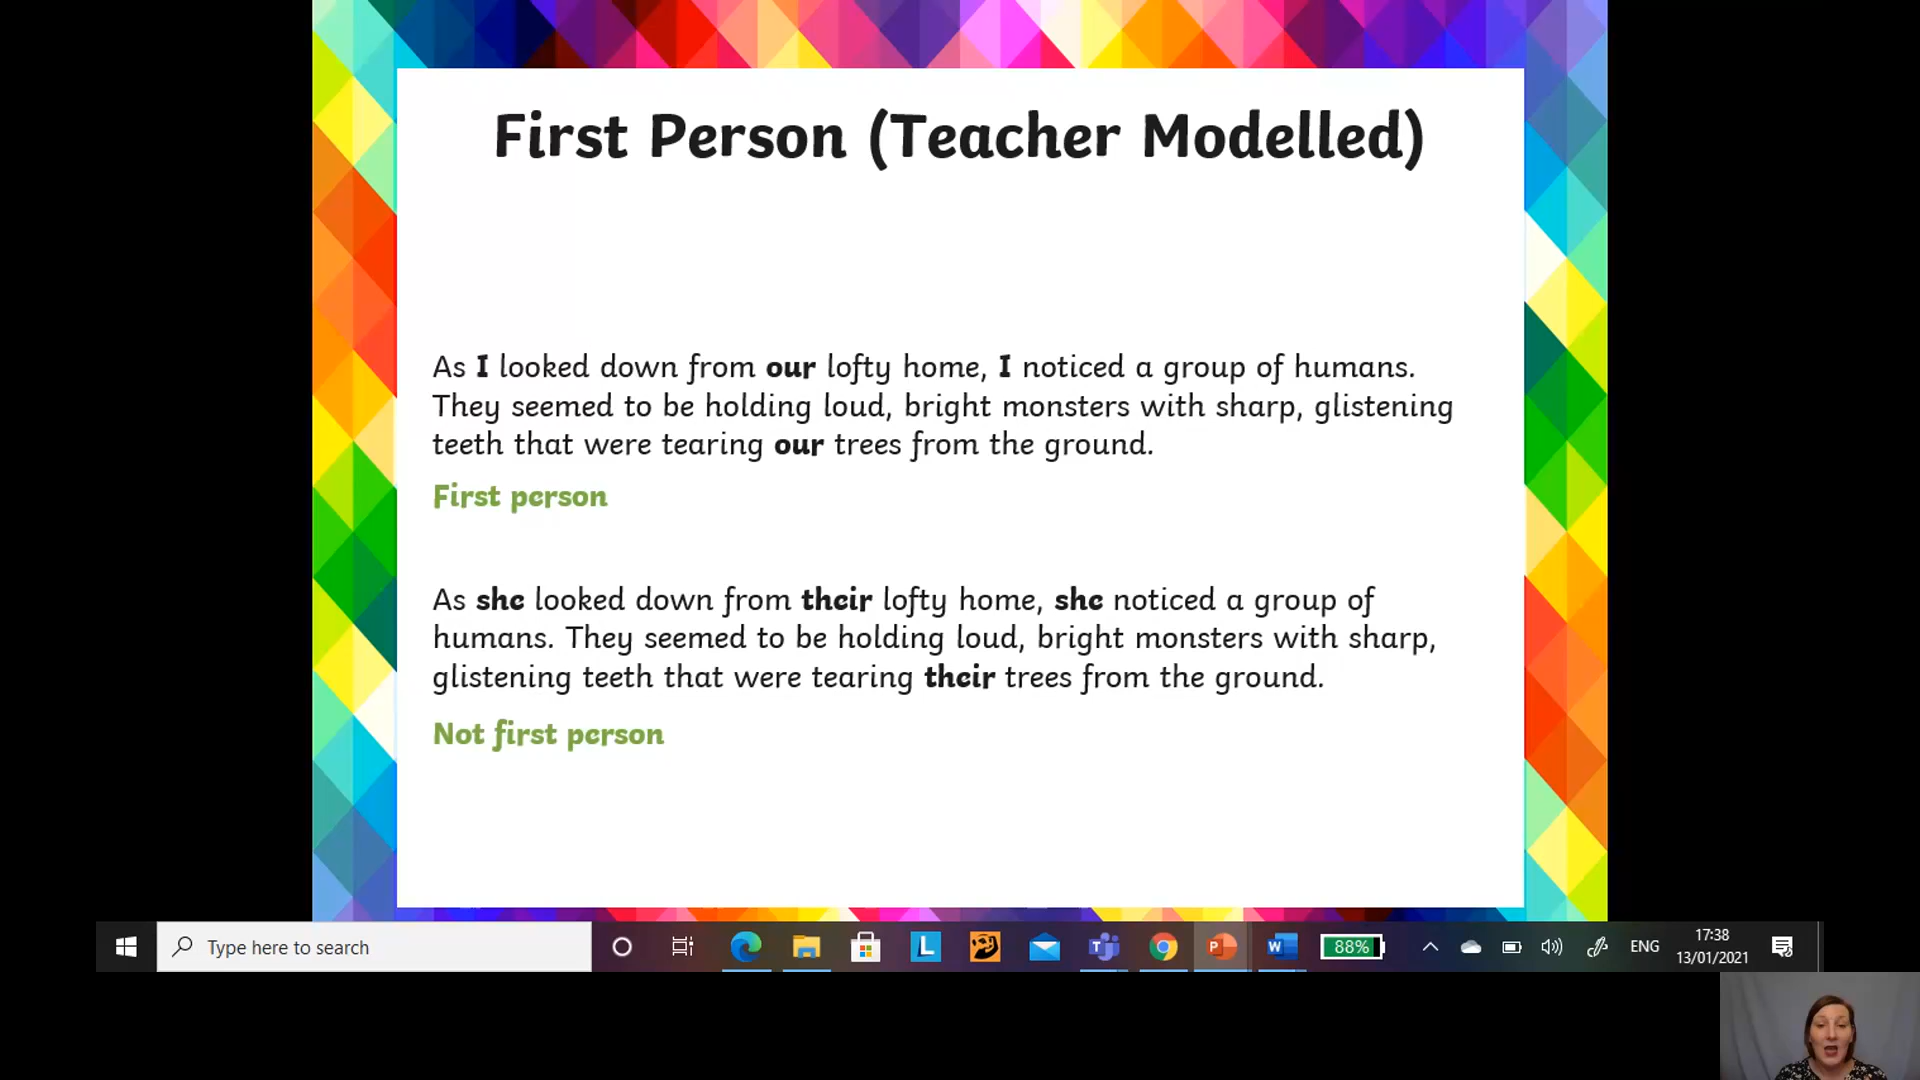 First Person (Teacher Modelled)
As I looked down from our lofty home, I noticed a group of humans.
They seemed to be holding loud, bright monsters with sharp, glistening
teeth that were tearing our trees from the ground.
First person
As she looked down from their lofty home, she noticed a group of
humans. They seemed to be holding loud, bright monsters with sharp,
glistening teeth that were tearing their trees from the ground.
Not first person
Type here to search
L
T
P
W
88%
ENG
17:38
13/01/2021